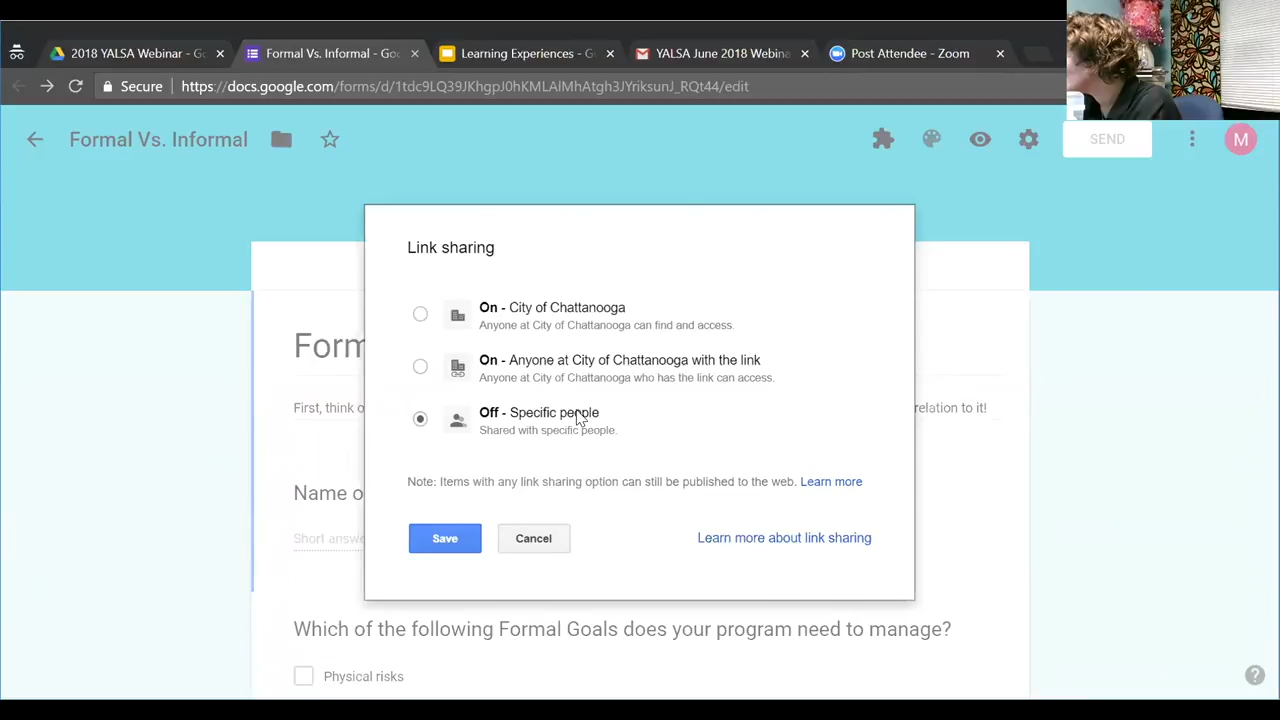 2018 YALSA Webinar - Go
Formal Vs. Informal - Goo
Learning Experiences - G
YALSA June 2018 Webina
Post Attendee - Zoom
Secure
https://docs.google.com/forms/d/1tdc9LQ39JKhgpJ0hKMLAIMhAtgh3JYriksunJ_RQt44/edit
Formal Vs. Informal
SEND
M
Link sharing
On - City of Chattanooga
Anyone at City of Chattanooga can find and access.
On - Anyone at City of Chattanooga with the link
Anyone at City of Chattanooga who has the link can access.
Off - Specific people
Shared with specific people.
Note: Items with any link sharing option can still be published to the web. Learn more
Save
Cancel
Learn more about link sharing
Form
First, think o
relation to it!
Name o
Short answe
Which of the following Formal Goals does your program need to manage?
Physical risks